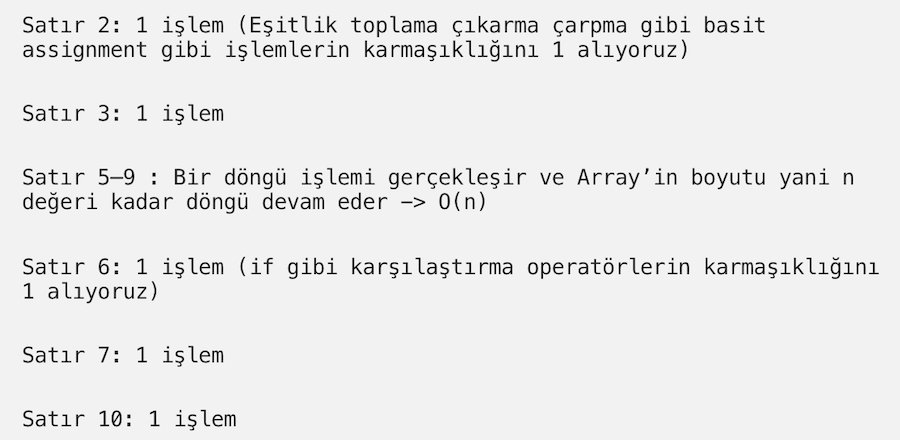 Satır 2: 1 işlem (Eşitlik toplama çıkarma çarpma gibi basit
assignment gibi işlemlerin karmaşıklığını 1 alıyoruz)
Satır 3: 1 işlem
Satır 5–9 : Bir döngü işlemi gerçekleşir ve Array’in boyutu yani n
değeri kadar döngü devam eder –> O(n)
Satır 6: 1 işlem (if gibi karşılaştırma operatörlerin karmaşıklığını
1 alıyoruz)
Satır 7: 1 işlem
Satır 10: 1 işlem